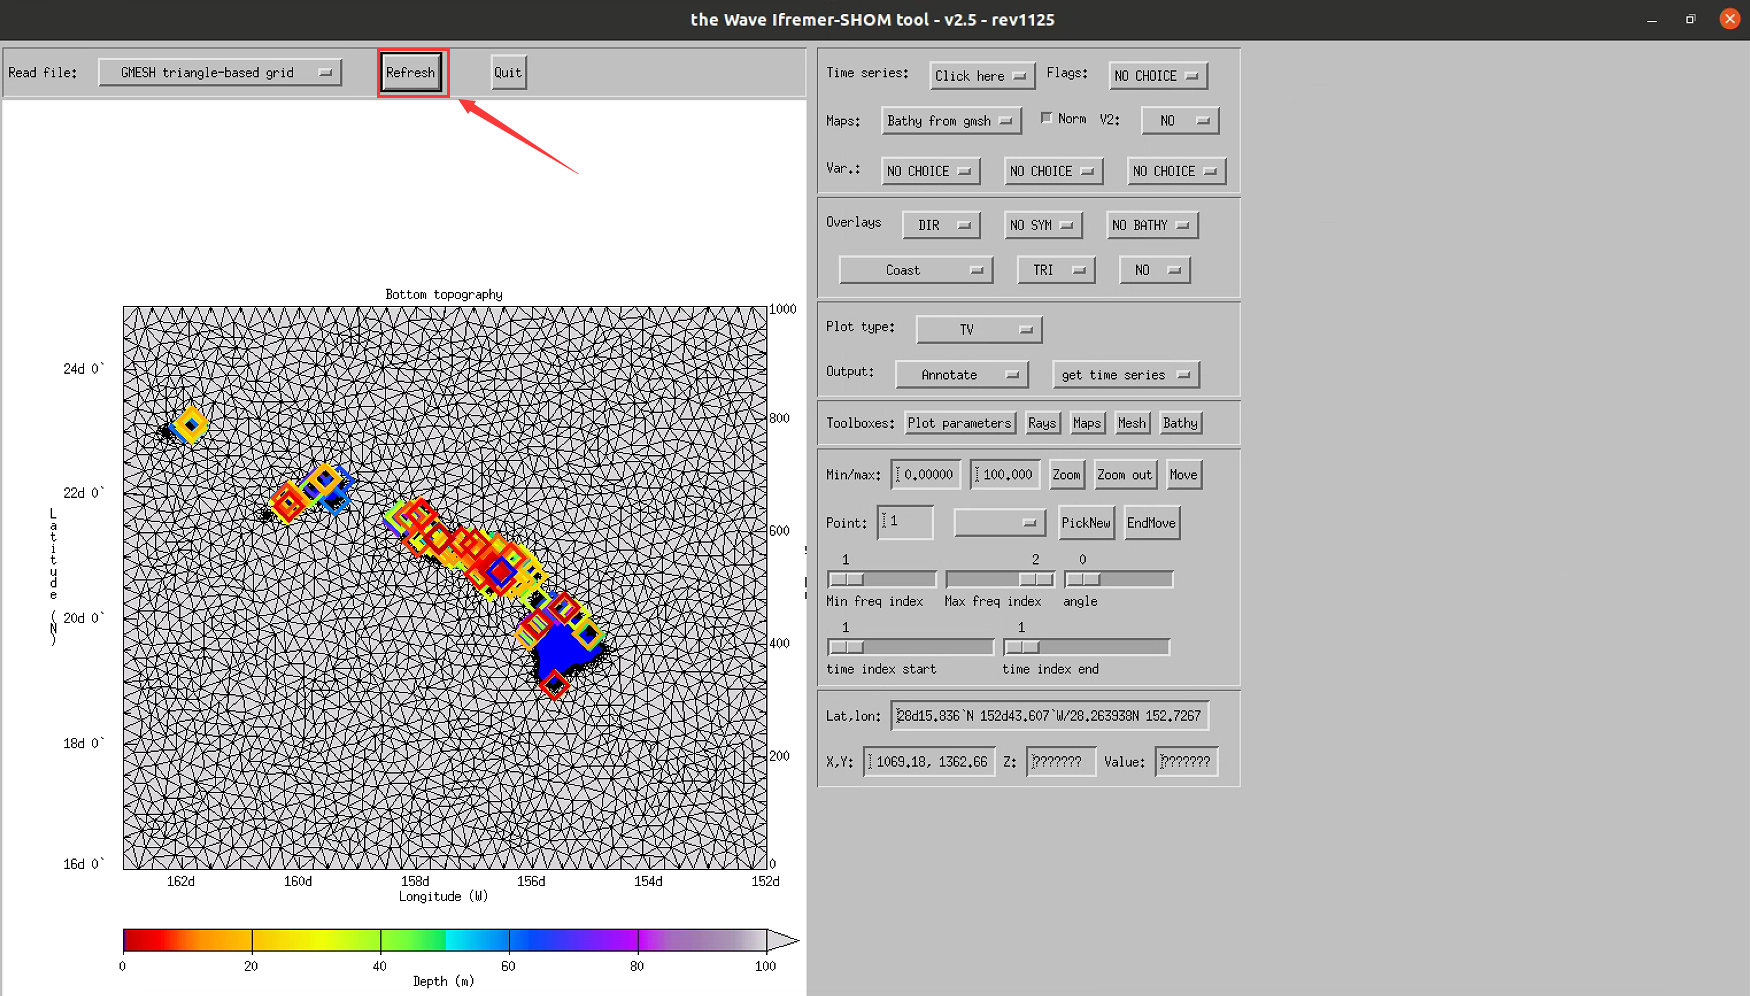 the Wave Ifremer-SHOM tool - v2.5 - rev1125
Read file: GMESH triangle-based grid Refresh Quit
Bottom topography
1000
24d 0`
800
22d 0`
600
20d 0`
400
18d 0`
200
16d 0`
0
Latitude (N)
162d 160d 158d 156d 154d 152d
Longitude (W)
0 20 40 60 80 100
Depth (m)
Time series: Click here Flags: NO CHOICE
Maps: Bathy from gmsh Norm V2: NO
Var.: NO CHOICE NO CHOICE NO CHOICE
Overlays DIR NO SYM NO BATHY
Coast TRI NO
Plot type: TV
Output: Annotate get time series
Toolboxes: Plot parameters Rays Maps Mesh Bathy
Min/max: 0.00000 100.000 Zoom Zoom out Move
Point: 1 PickNew EndMove
1 2 0
Min freq index Max freq index angle
1 1
time index start time index end
Lat,lon: 28d15.836`N 152d43.607`W/28.263938N 152.7267
X,Y: 1069.18, 1362.66 Z: ??????? Value: ???????